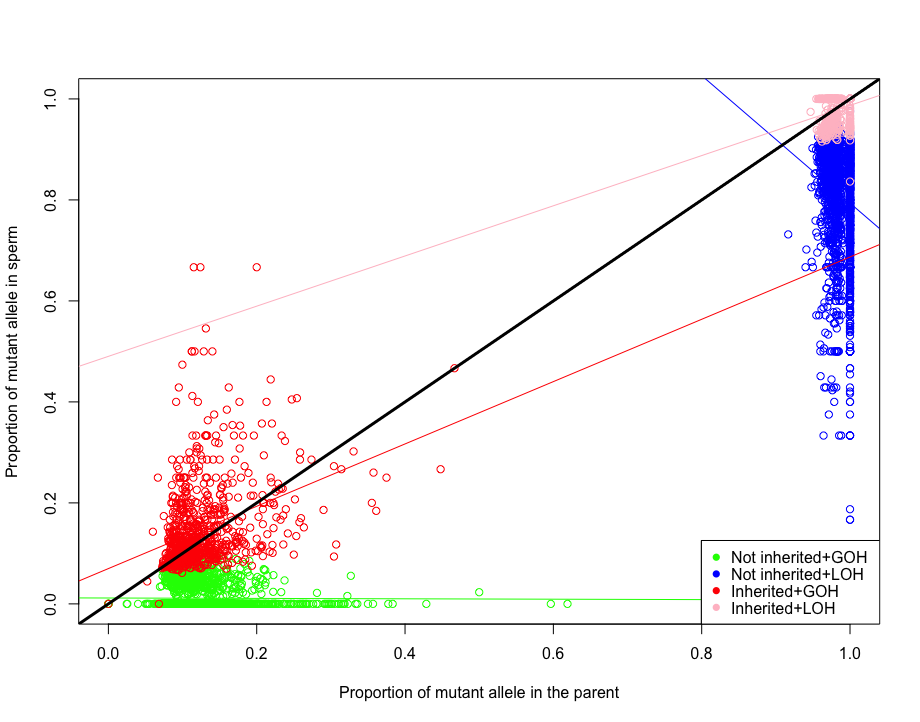 Proportion of mutant allele in sperm
1.0
0.8
0.6
0.4
0.2
0.0
Not inherited+GOH
Not inherited+LOH
Inherited+GOH
Inherited+LOH
0.0 0.2 0.4 0.6 0.8 1.0
Proportion of mutant allele in the parent